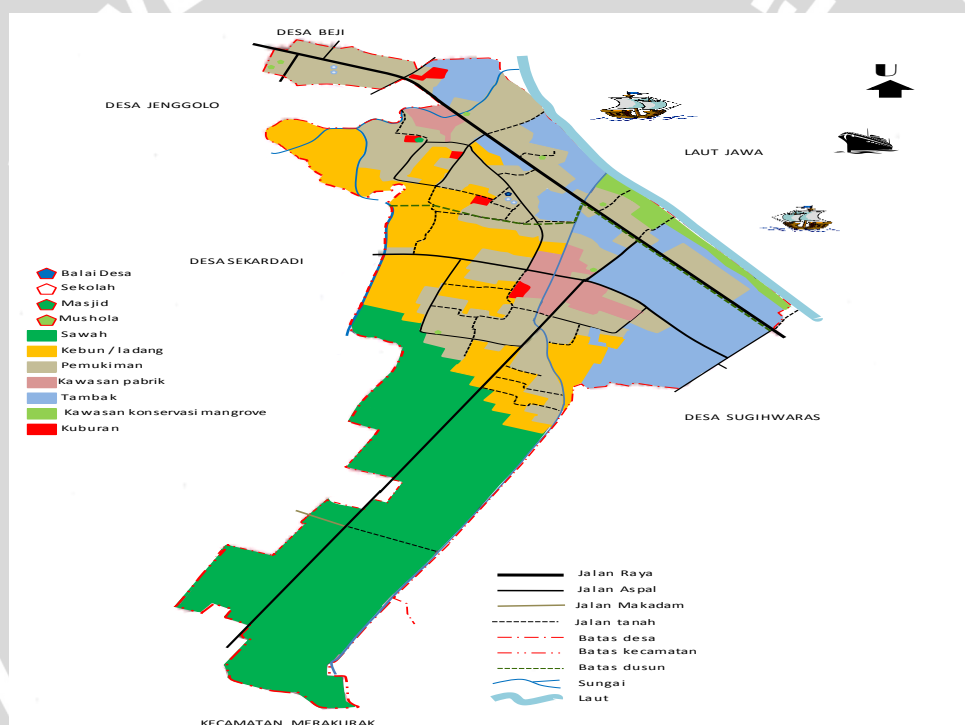 DESA BEJI
U
DESA JENGGOLO
LAUT JAWA
DESA SEKARDADI
Balai Desa
Sekolah
Masjid
Mushola
Sawah
Kebun / ladang
Pemukiman
Kawasan pabrik
Tambak
Kawasan konservasi mangrove
Kuburan
DESA SUGIHWARAS
Jalan Raya
Jalan Aspal
Jalan Makadam
Jalan tanah
Batas desa
Batas kecamatan
Batas dusun
Sungai
Laut
KECAMATAN MERAKURAK